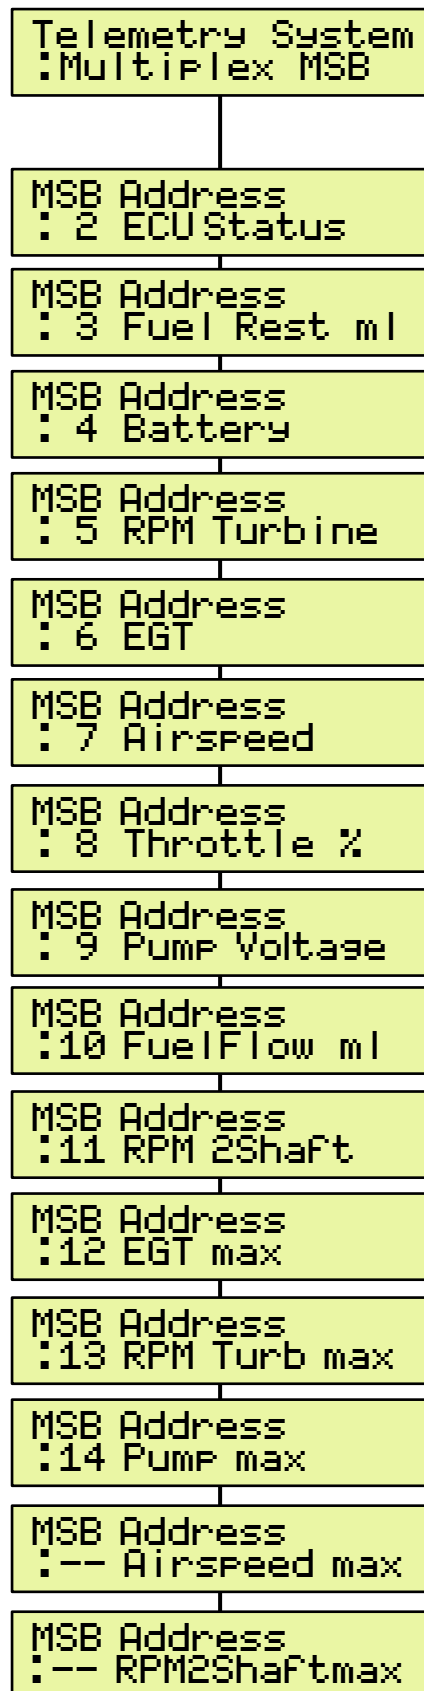 Telemetry System
:Multiplex MSB
MSB Address
: 2 ECUStatus
MSB Address
: 3 Fuel Rest ml
MSB Address
: 4 Battery
MSB Address
: 5 RPM Turbine
MSB Address
: 6 EGT
MSB Address
: 7 Airspeed
MSB Address
: 8 Throttle %
MSB Address
: 9 Pump Voltage
MSB Address
:10 FuelFlow ml
MSB Address
:11 RPM 2Shaft
MSB Address
:12 EGT max
MSB Address
:13 RPM Turb max
MSB Address
:14 Pump max
MSB Address
:-- Airspeed max
MSB Address
:-- RPM2Shaftmax